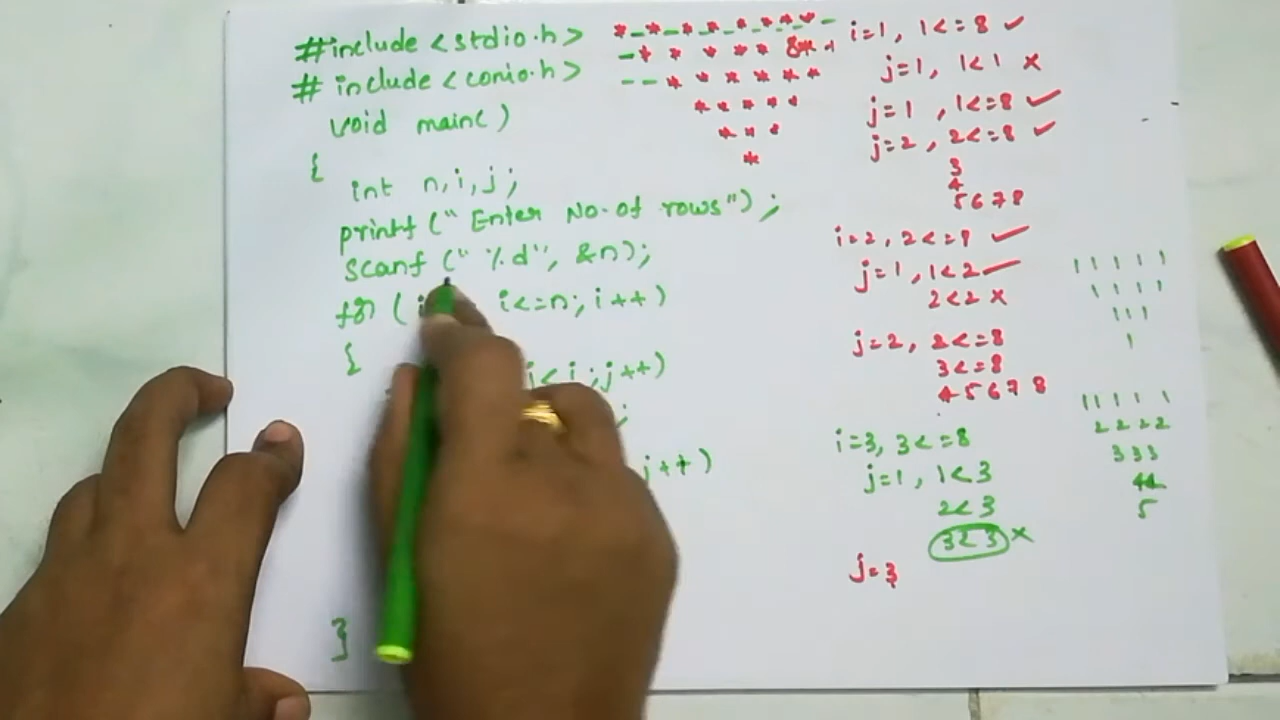 #include <stdio.h>
# include <conio.h>
void main()
{
int n,i,j;
printf ("Enter No.of rows");
scanf ("%d", &n);
for ( i<=n; i++)
{
j<i;j++)
;
j++)
}
* - * - * - * - * - * * * -
- * * * * * 8*
- - * * * * * *
* * * * *
* * *
*
i=1, 1<=8 ✓
j=1, 1<1 x
j=1, 1<=8 ✓
j=2, 2<=8 ✓
3
4
5 6 7 8
i=2, 2<=8 ✓
j=1, 1<2 ✓
2<2 x
j=2, 2<=8
3<=8
4 5 6 7 8
i=3, 3<=8
j=1, 1<3
2<3
3<3 x
j=3
1 1 1 1 1
1 1 1 1
1 1 1
1
1 1 1 1 1
2 2 2 2
3 3 3
4 4
5